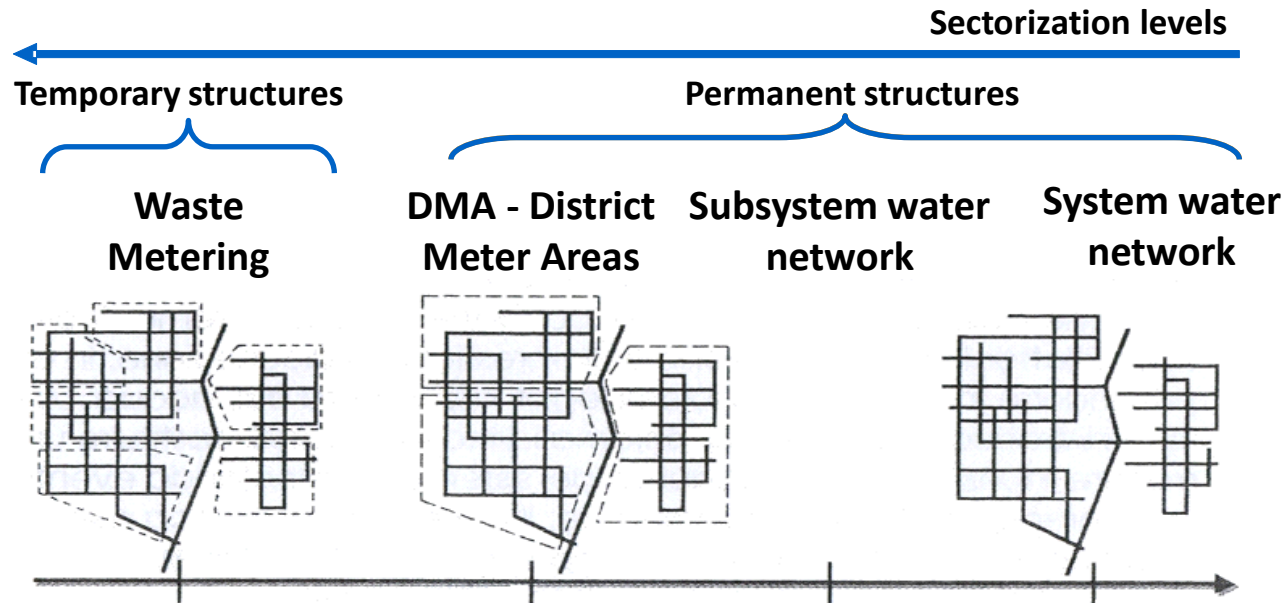 Sectorization levels
Temporary structures
Permanent structures
Waste
Metering
DMA - District
Meter Areas
Subsystem water
network
System water
network